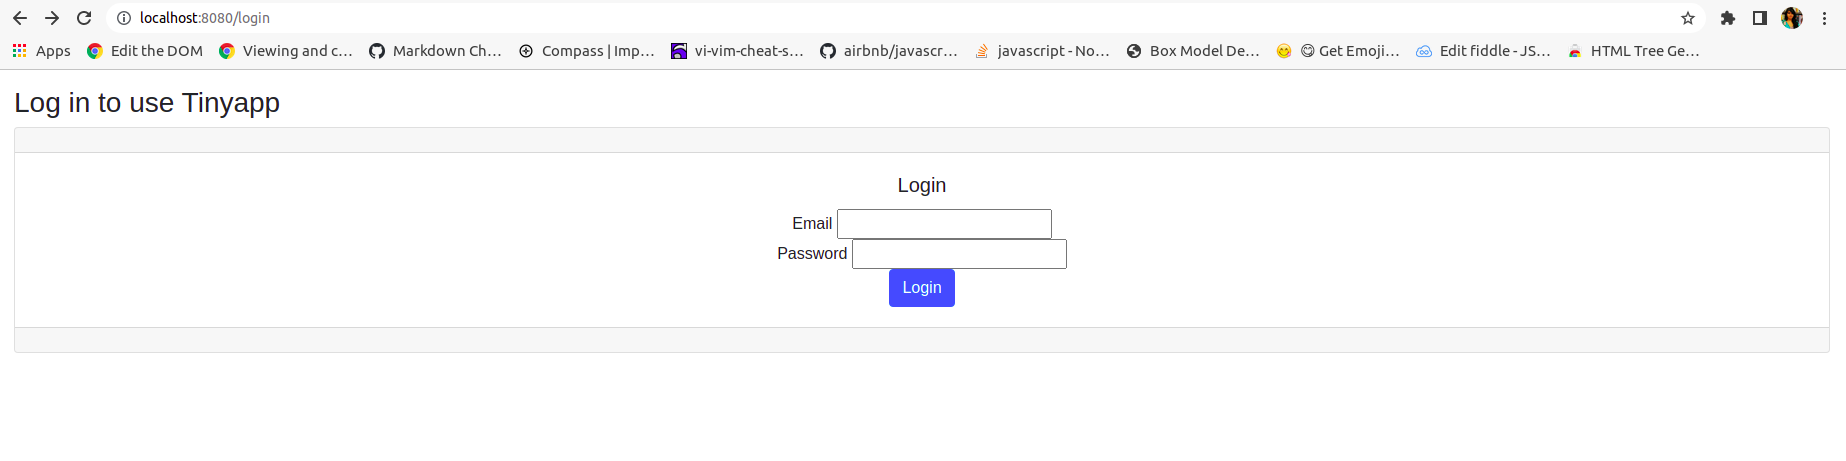 localhost:8080/login
Apps Edit the DOM Viewing and c... Markdown Ch... Compass | Imp... vi-vim-cheat-s... airbnb/javascr... javascript - No... Box Model De... 😋 Get Emoji... Edit fiddle - JS... HTML Tree Ge...
Log in to use Tinyapp
Login
Email
Password
Login